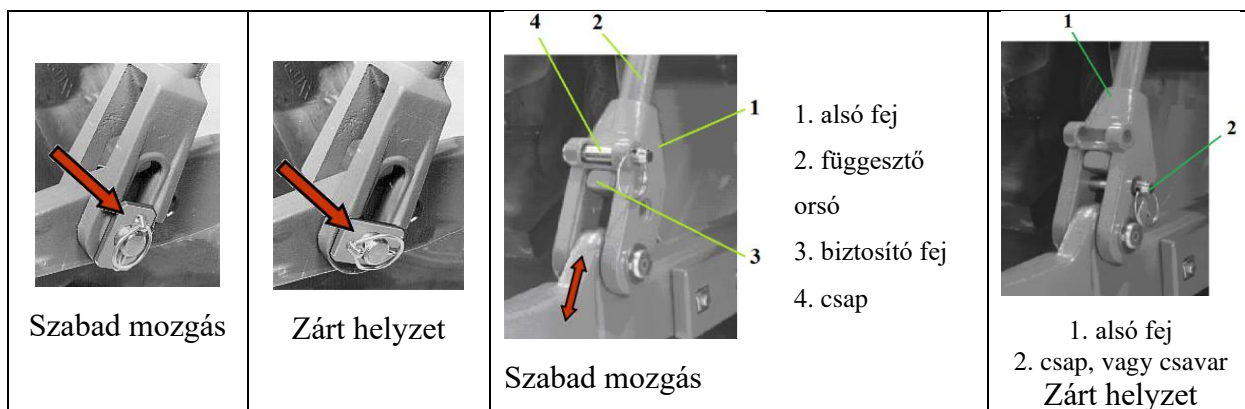 Szabad mozgás
Zárt helyzet
4
2
1
3
1. alsó fej
2. függesztő
orsó
3. biztosító fej
4. csap
Szabad mozgás
1
2
1. alsó fej
2. csap, vagy csavar
Zárt helyzet